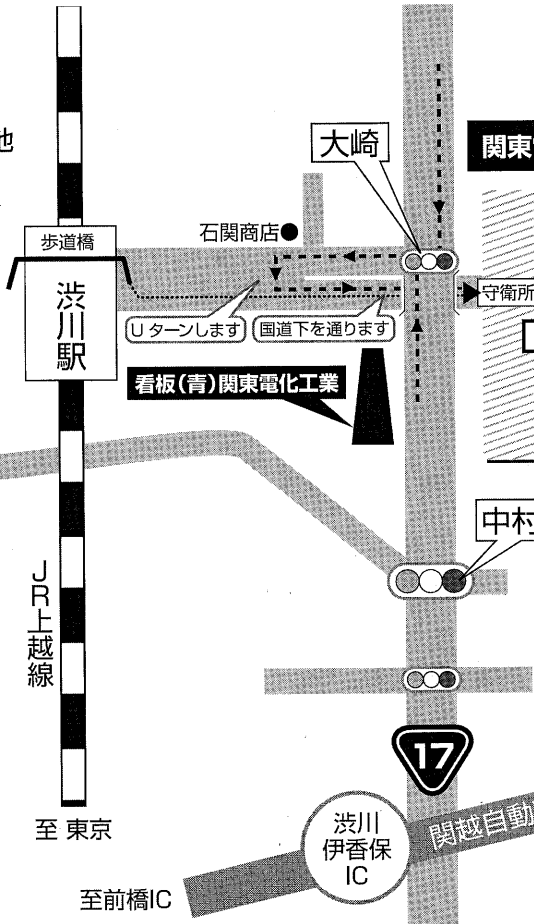 池
大崎
関東
石関商店
歩道橋
守衛所
渋川駅
Uターンします
国道下を通ります
看板(青)関東電化工業
中村
JR上越線
17
至 東京
渋川
伊香保
IC
関越自動
至前橋IC